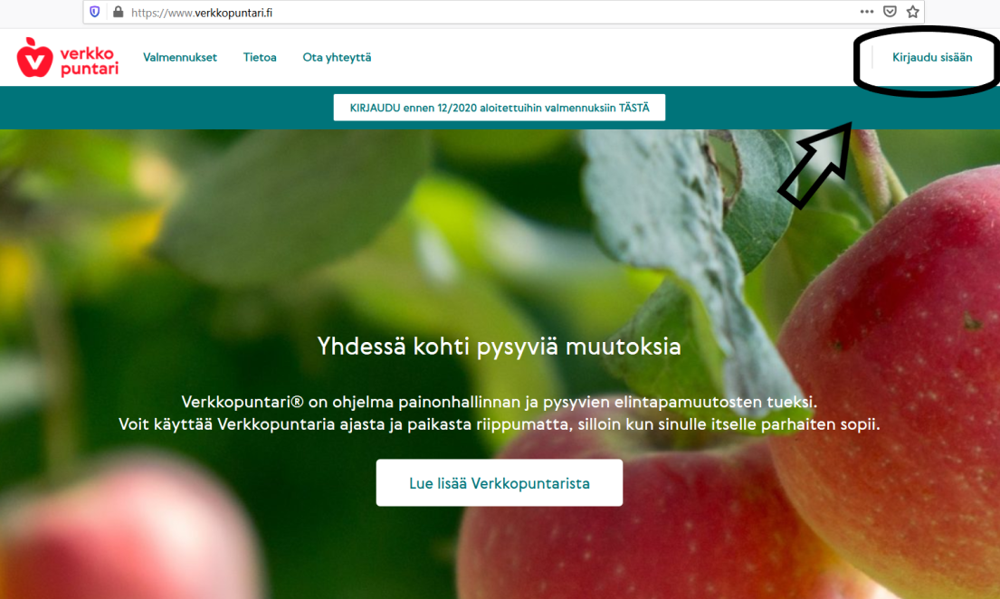 https://www.verkkopuntari.fi
verkko
puntari
Valmennukset
Tietoa
Ota yhteyttä
Kirjaudu sisään
KIRJAUDU ennen 12/2020 aloitettuihin valmennuksiin TÄSTÄ
Yhdessä kohti pysyviä muutoksia
Verkkopuntari® on ohjelma painonhallinnan ja pysyvien elintapamuutosten tueksi.
Voit käyttää Verkkopuntaria ajasta ja paikasta riippumatta, silloin kun sinulle itselle parhaiten sopii.
Lue lisää Verkkopuntarista